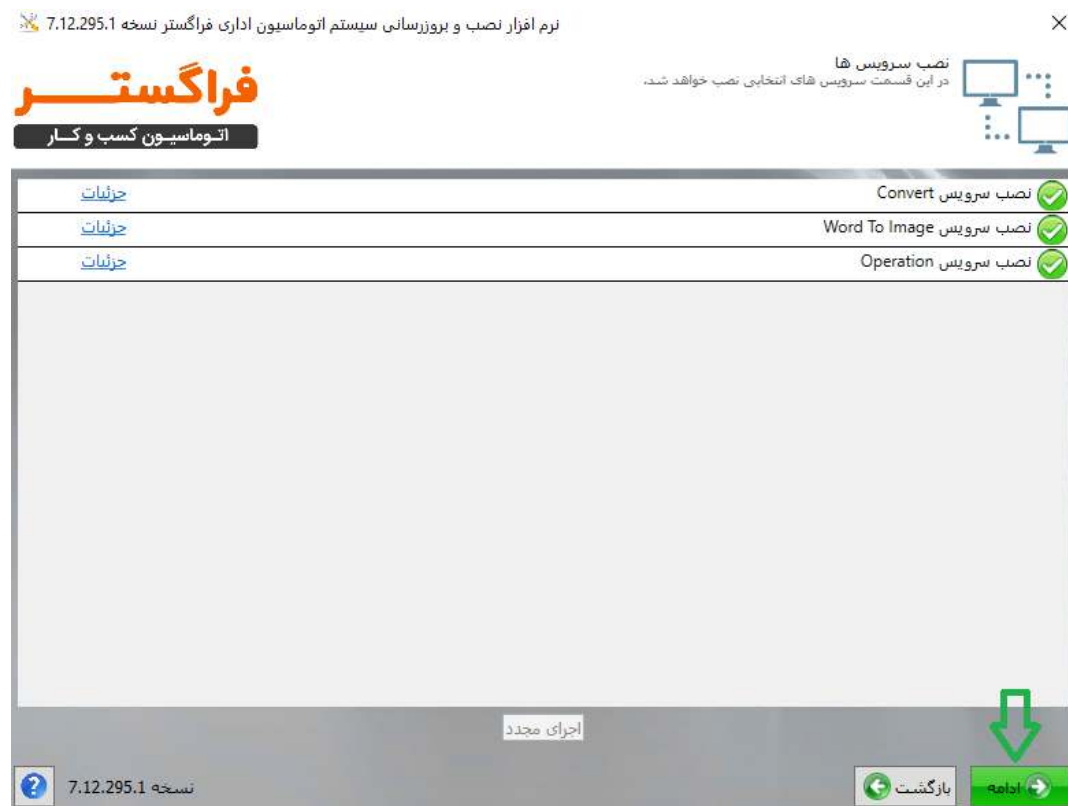 نرم افزار نصب و بروزرسانی سیستم اتوماسیون اداری فراگستر نسخه 7.12.295.1
نصب سرویس ها
در این قسمت سرویس های انتخابی نصب خواهد شد.
فراگستر
اتوماسیون کسب و کار
نصب سرویس Convert جزئیات
نصب سرویس Word To Image جزئیات
نصب سرویس Operation جزئیات
اجرای مجدد
ادامه بازگشت نسخه 7.12.295.1